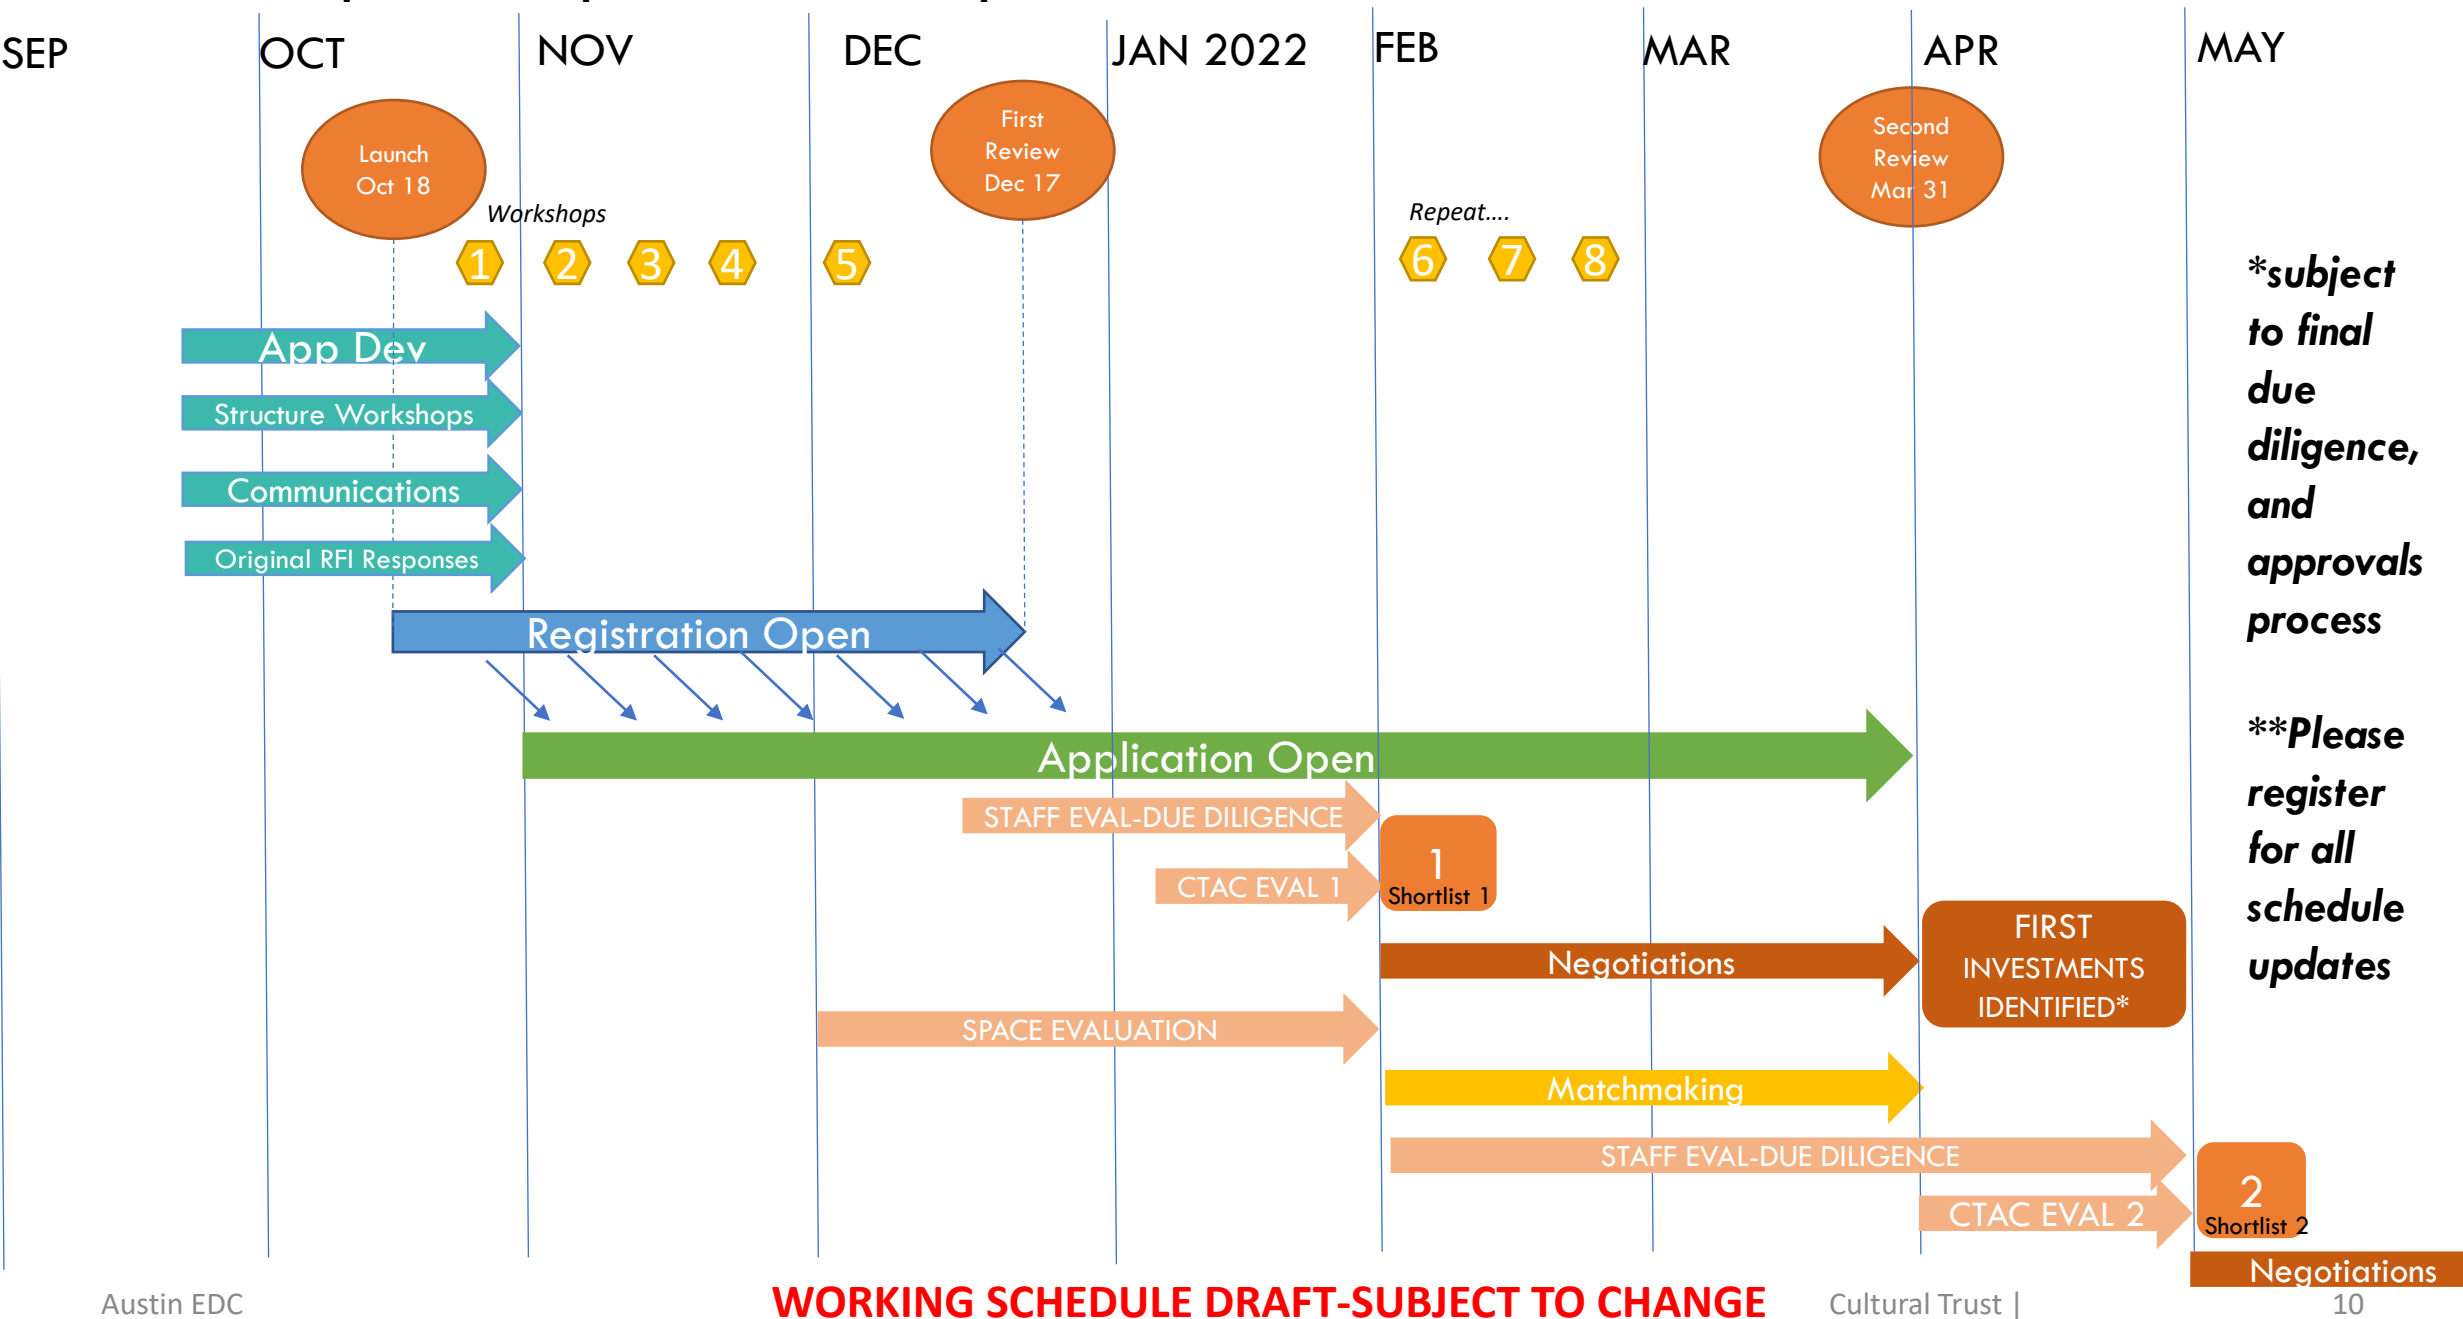 SEP
OCT
NOV
DEC
JAN 2022
FEB
MAR
APR
MAY
Launch
Oct 18
First
Review
Dec 17
Second
Review
Mar 31
Workshops
Repeat....
1
2
3
4
5
6
7
8
App Dev
Structure Workshops
Communications
Original RFI Responses
Registration Open
Application Open
STAFF EVAL-DUE DILIGENCE
CTAC EVAL 1
1
Shortlist 1
Negotiations
FIRST
INVESTMENTS
IDENTIFIED*
SPACE EVALUATION
Matchmaking
STAFF EVAL-DUE DILIGENCE
CTAC EVAL 2
2
Shortlist 2
Negotiations
*subject
to final
due
diligence,
and
approvals
process
**Please
register
for all
schedule
updates
Austin EDC
WORKING SCHEDULE DRAFT-SUBJECT TO CHANGE
Cultural Trust |
10